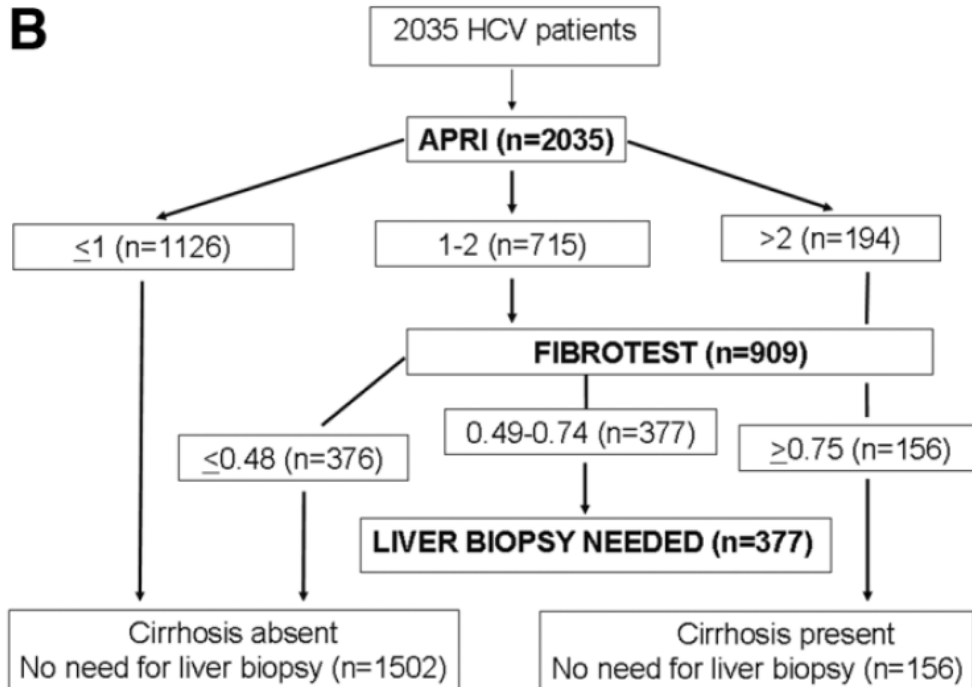 B
2035 HCV patients
APRI (n=2035)
≤1 (n=1126)
1-2 (n=715)
>2 (n=194)
FIBROTEST (n=909)
≤0.48 (n=376)
0.49-0.74 (n=377)
≥0.75 (n=156)
LIVER BIOPSY NEEDED (n=377)
Cirrhosis absent
No need for liver biopsy (n=1502)
Cirrhosis present
No need for liver biopsy (n=156)